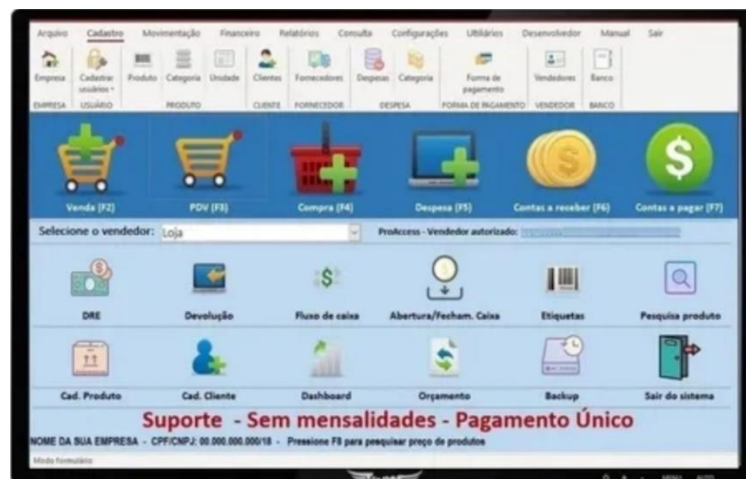 Arquivo Cadastro Movimentação Financeiro Relatórios Consulta Configurações Utilitários Desenvolvedor Manual Sair
Empresa Cadastrar usuários Produto Categoria Unidade Clientes Fornecedores Despesas Categoria Forma de pagamento Vendedores Banco
EMPRESA USUÁRIO PRODUTO CLIENTE FORNECEDOR DESPESA FORMA DE PAGAMENTO VENDEDOR BANCO
Venda (F2) PDV (F3) Compra (F4) Despesa (F5) Contas a receber (F6) Contas a pagar (F7)
Selecione o vendedor: Loja ProAccess - Vendedor autorizado:
DRE Devolução Fluxo de caixa Abertura/Fecham. Caixa Etiquetas Pesquisa produto
Cad. Produto Cad. Cliente Dashboard Orçamento Backup Sair do sistema
Suporte - Sem mensalidades - Pagamento Único
NOME DA SUA EMPRESA - CPF/CNPJ: 00.000.000.000/18 - Pressione F8 para pesquisar preço de produtos
Modo formulário
MENU AUTO